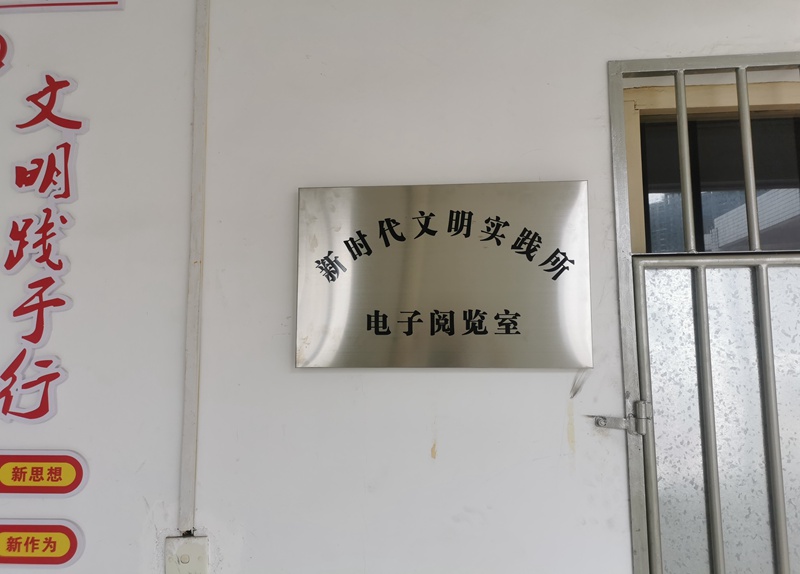 文明践于行
新思想
新作为
新时代文明实践所
电子阅览室